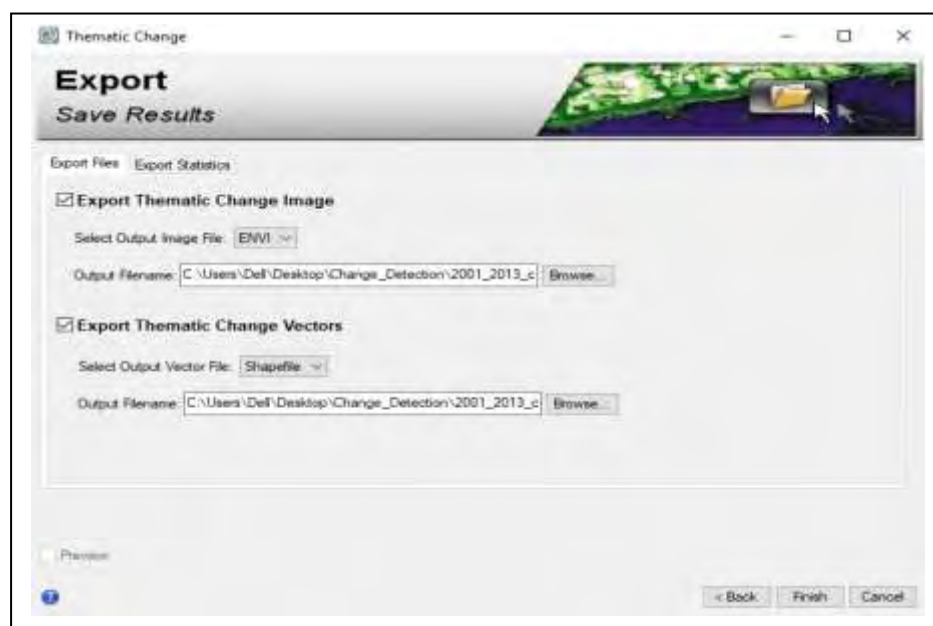 Thematic Change
Export
Save Results
Export Files Export Statistics
Export Thematic Change Image
Select Output Image File: ENVI
Output Filename: C:\Users\Dell\Desktop\Change_Detection\2001_2013_c Browse...
Export Thematic Change Vectors
Select Output Vector File: Shapefile
Output Filename: C:\Users\Dell\Desktop\Change_Detection\2001_2013_c Browse...
Preview
< Back Finish Cancel